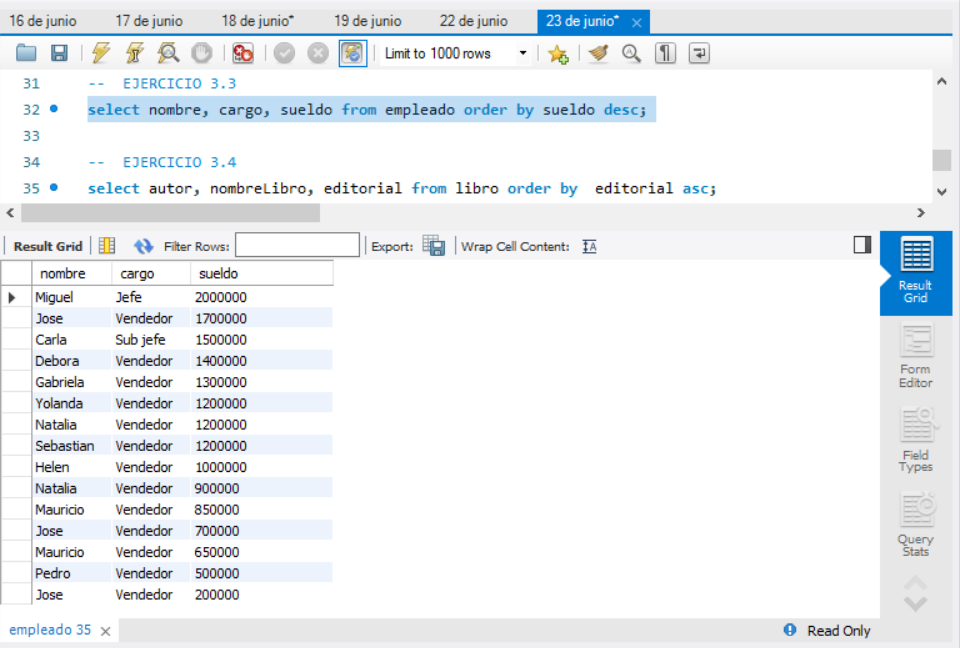 16 de junio 17 de junio 18 de junio* 19 de junio 22 de junio 23 de junio* ×
Limit to 1000 rows
31 -- EJERCICIO 3.3
32 select nombre, cargo, sueldo from empleado order by sueldo desc;
33
34 -- EJERCICIO 3.4
35 select autor, nombreLibro, editorial from libro order by editorial asc;
Result Grid Filter Rows: Export: Wrap Cell Content: IA
nombre cargo sueldo
Miguel Jefe 2000000
Jose Vendedor 1700000
Carla Sub jefe 1500000
Debora Vendedor 1400000
Gabriela Vendedor 1300000
Yolanda Vendedor 1200000
Natalia Vendedor 1200000
Sebastian Vendedor 1200000
Helen Vendedor 1000000
Natalia Vendedor 900000
Mauricio Vendedor 850000
Jose Vendedor 700000
Mauricio Vendedor 650000
Pedro Vendedor 500000
Jose Vendedor 200000
Result
Grid
Form
Editor
Field
Types
Query
Stats
empleado 35 ×
Read Only